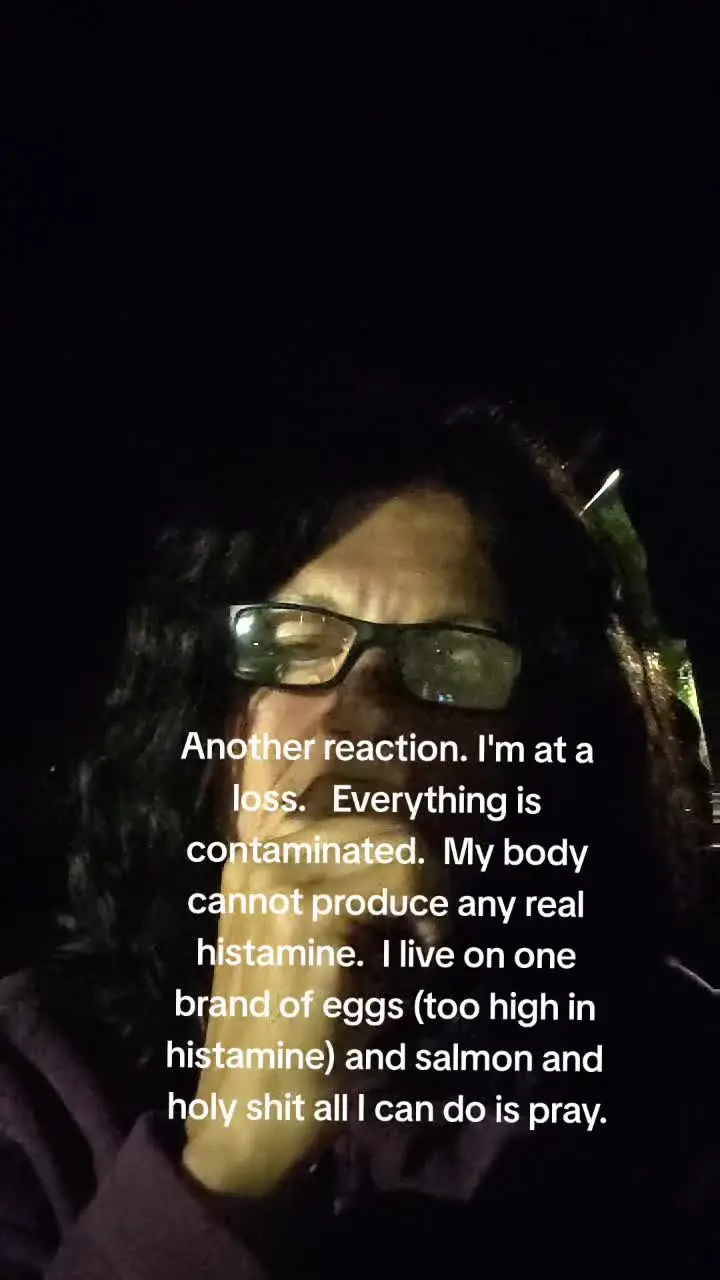 Another reaction. I'm at a
loss.   Everything is
contaminated.  My body
cannot produce any real
histamine.  I live on one
brand of eggs (too high in
histamine) and salmon and
holy shit all I can do is pray.